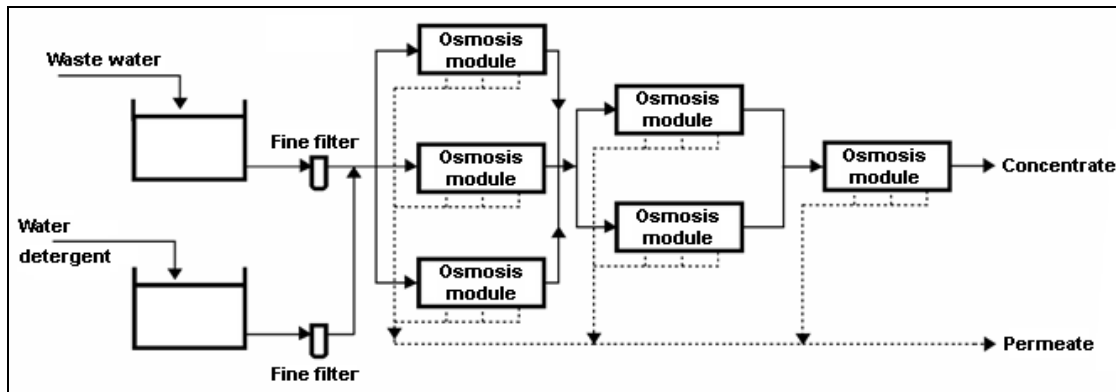 Waste water
Fine filter
Water
detergent
Fine filter
Osmosis
module
Osmosis
module
Osmosis
module
Osmosis
module
Osmosis
module
Osmosis
module
Concentrate
Permeate